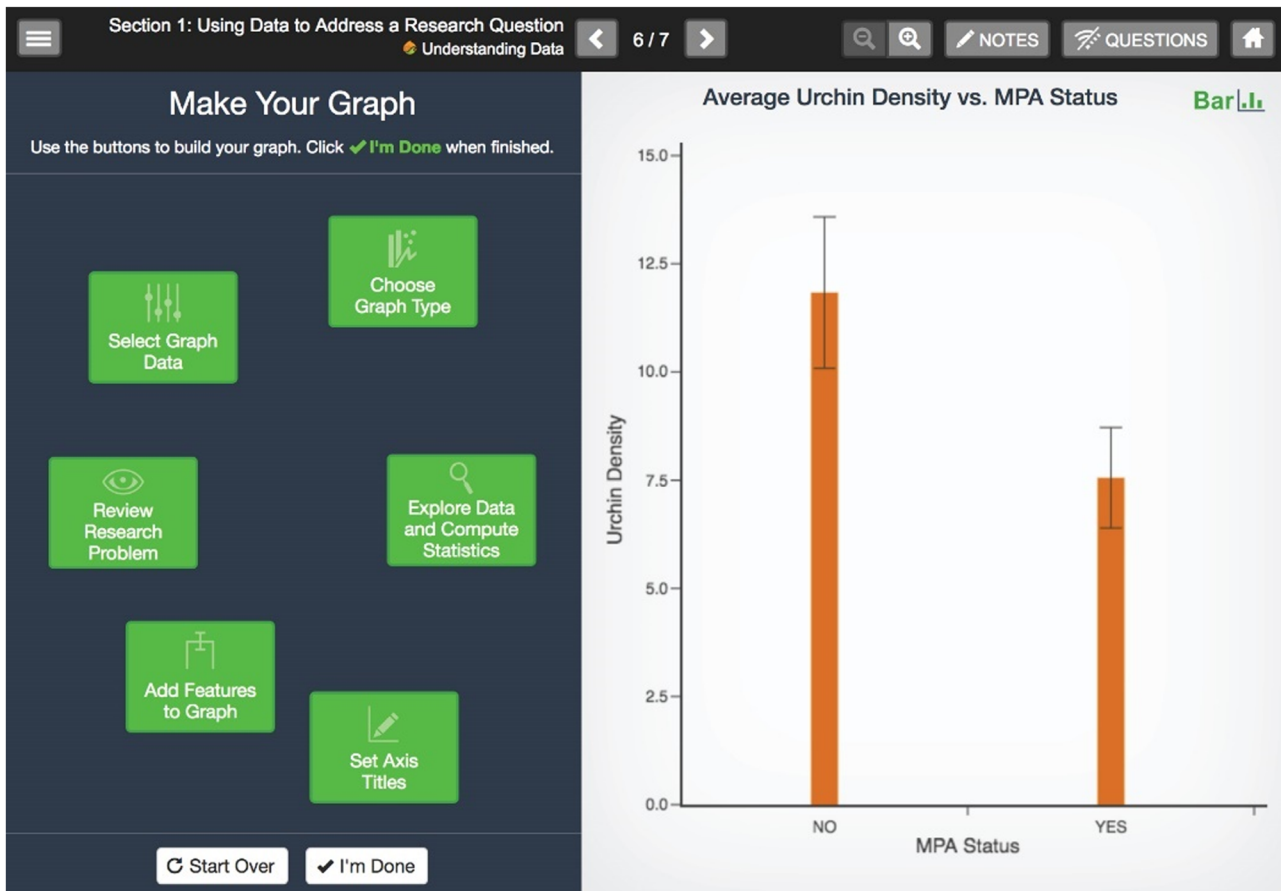 Section 1: Using Data to Address a Research Question
Understanding Data
6 / 7
NOTES
QUESTIONS
Make Your Graph
Use the buttons to build your graph. Click ✔ I'm Done when finished.
Choose
Graph Type
Select Graph
Data
Review
Research
Problem
Explore Data
and Compute
Statistics
Add Features
to Graph
Set Axis
Titles
Start Over
✔ I'm Done
Average Urchin Density vs. MPA Status
Bar
15.0
12.5
10.0
7.5
5.0
2.5
0.0
Urchin Density
NO
YES
MPA Status